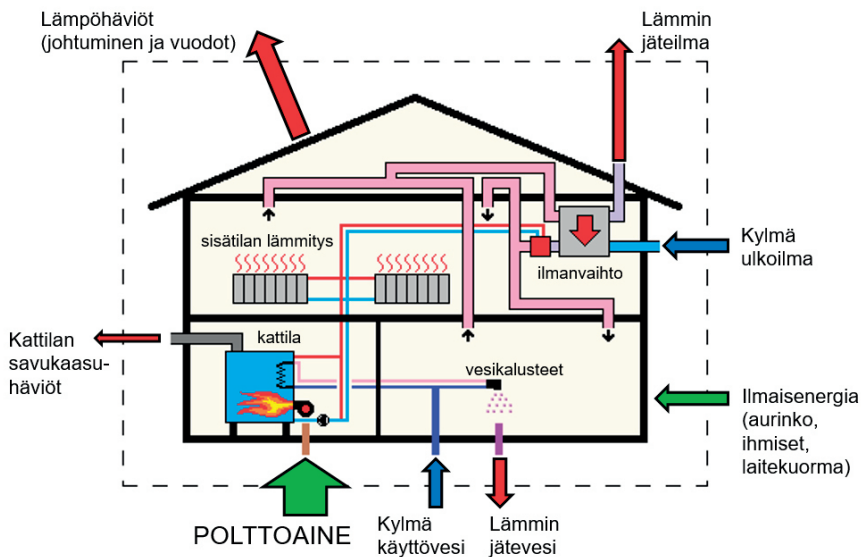 Lämpöhäviöt
(johtuminen ja vuodot)
Lämmin
jäteilma
sisätilan lämmitys
ilmanvaihto
Kylmä
ulkoilma
Kattilan
savukaasu-
häviöt
kattila
vesikalusteet
Ilmaisenergia
(aurinko,
ihmiset,
laitekuorma)
POLTTOAINE
Kylmä
käyttövesi
Lämmin
jätevesi